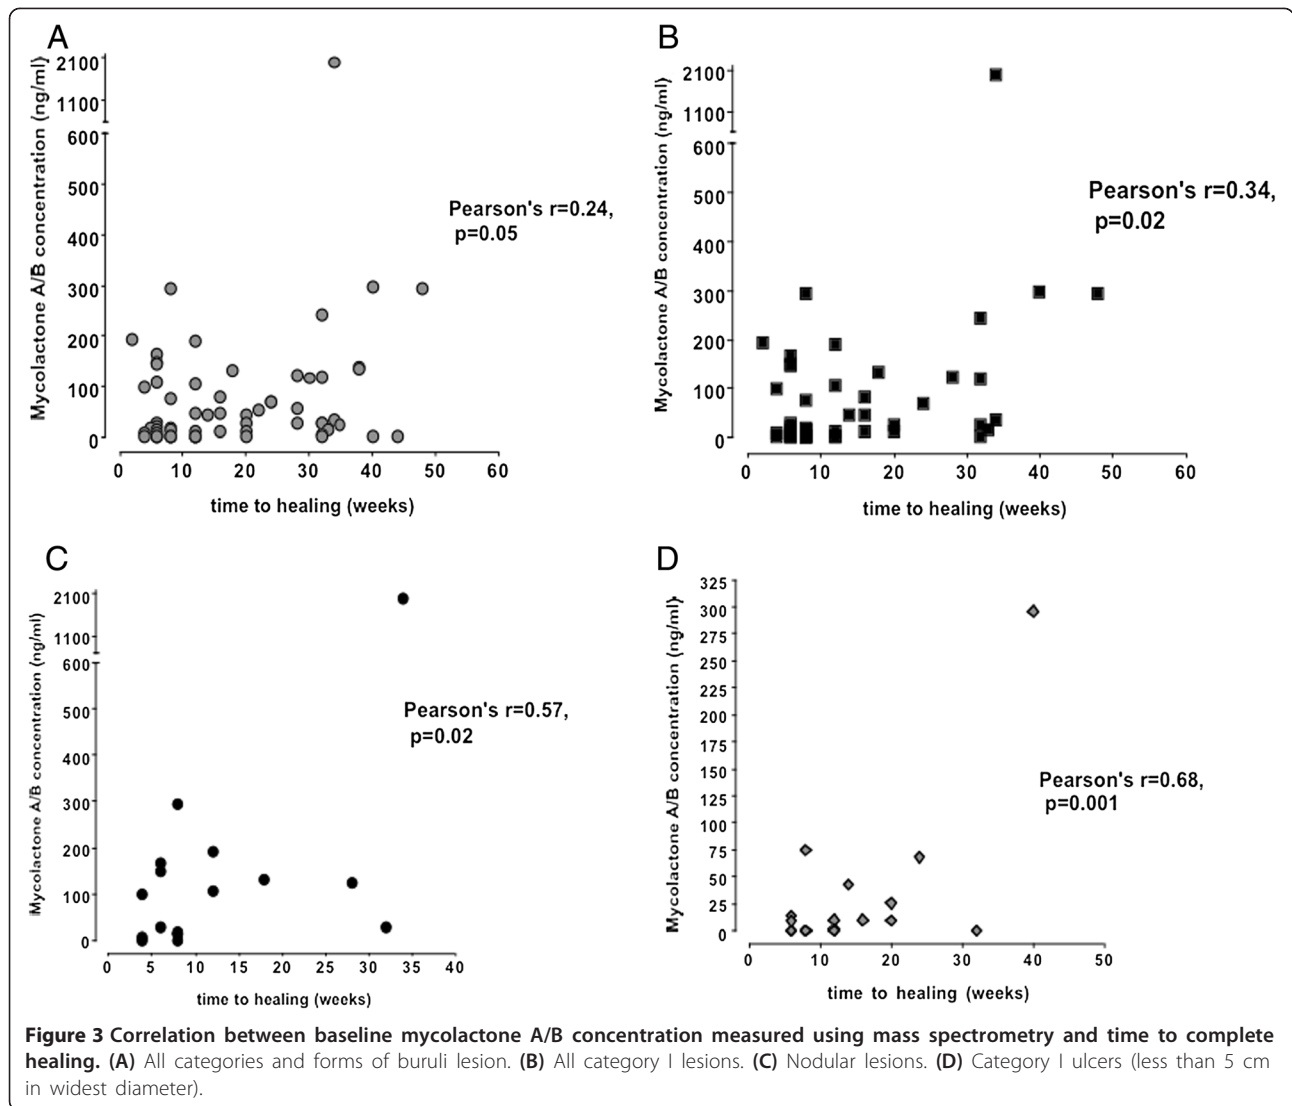 A
Mycolactone A/B concentration (ng/ml)
2100
1100
600
500
400
300
200
100
0
Pearson's r=0.24,
p=0.05
0 10 20 30 40 50 60
time to healing (weeks)
B
Mycolactone A/B concentration (ng/ml)
2100
1100
600
500
400
300
200
100
0
Pearson's r=0.34,
p=0.02
0 10 20 30 40 50 60
time to healing (weeks)
C
Mycolactone A/B concentration (ng/ml)
2100
1100
600
500
400
300
200
100
0
Pearson's r=0.57,
p=0.02
0 5 10 15 20 25 30 35 40
time to healing (weeks)
D
Mycolactone A/B concentration (ng/ml)
325
300
275
250
225
200
175
150
125
100
75
50
25
0
Pearson's r=0.68,
p=0.001
0 10 20 30 40 50
time to healing (weeks)
Figure 3 Correlation between baseline mycolactone A/B concentration measured using mass spectrometry and time to complete
healing. (A) All categories and forms of buruli lesion. (B) All category I lesions. (C) Nodular lesions. (D) Category I ulcers (less than 5 cm
in widest diameter).